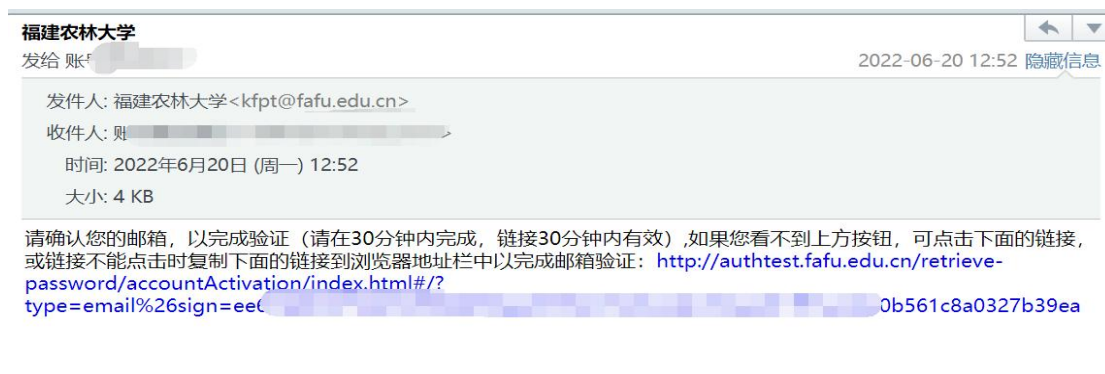 福建农林大学
发给 账号
2022-06-20 12:52 隐藏信息
发件人: 福建农林大学<kfpt@fafu.edu.cn>
收件人: 账
时间: 2022年6月20日 (周一) 12:52
大小: 4 KB
请确认您的邮箱，以完成验证（请在30分钟内完成，链接30分钟内有效）,如果您看不到上方按钮，可点击下面的链接，
或链接不能点击时复制下面的链接到浏览器地址栏中以完成邮箱验证：http://authtest.fafu.edu.cn/retrieve-
password/accountActivation/index.html#/?
type=email%26sign=ee 0b561c8a0327b39ea